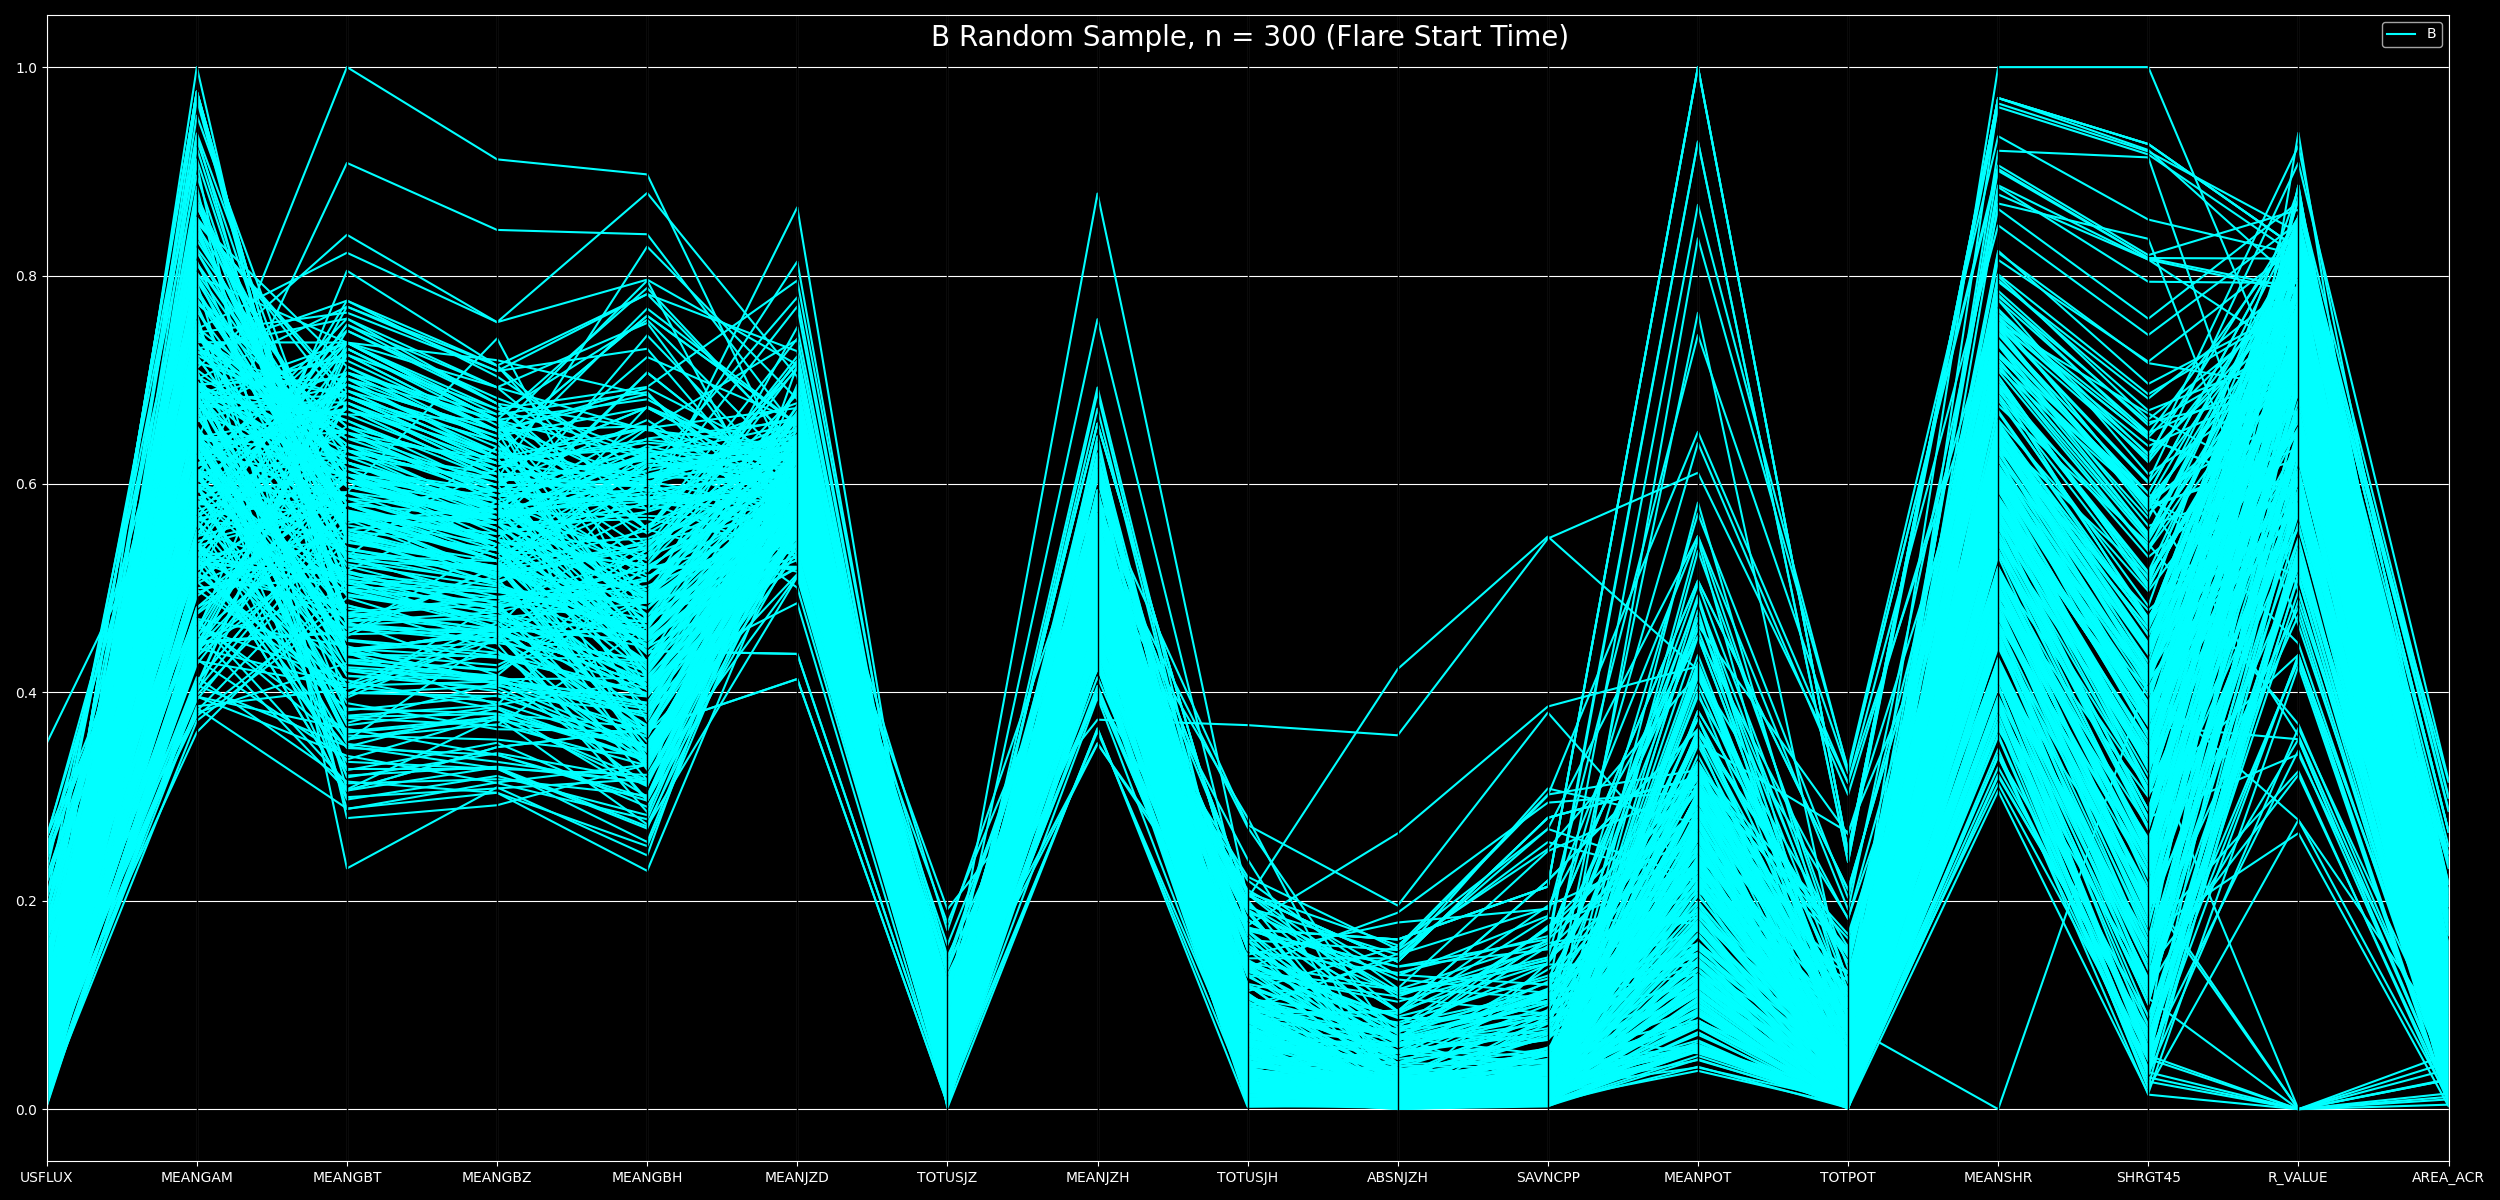 B Random Sample, n = 300 (Flare Start Time)
B
1.0
0.8
0.6
0.4
0.2
0.0
USFLUX MEANGAM MEANGBT MEANGBZ MEANGBH MEANJZD TOTUSJZ MEANJZH TOTUSJH ABSNJZH SAVNCPP MEANPOT TOTPOT MEANSHR SHRGT45 R_VALUE AREA_ACR